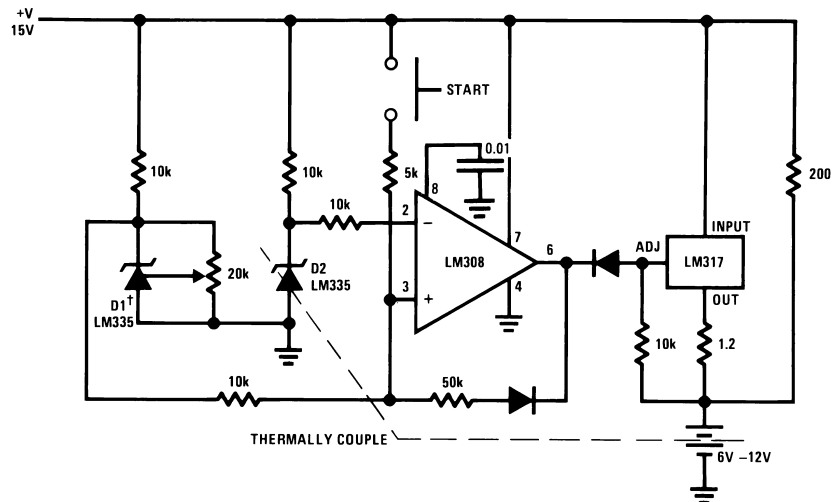 +V
15V
START
10k
10k
5k
0.01
8
200
10k
2
−
7
6
ADJ
INPUT
LM317
D1†
LM335
20k
D2
LM335
LM308
3
+
4
OUT
10k
1.2
10k
50k
THERMALLY COUPLE
6V –12V